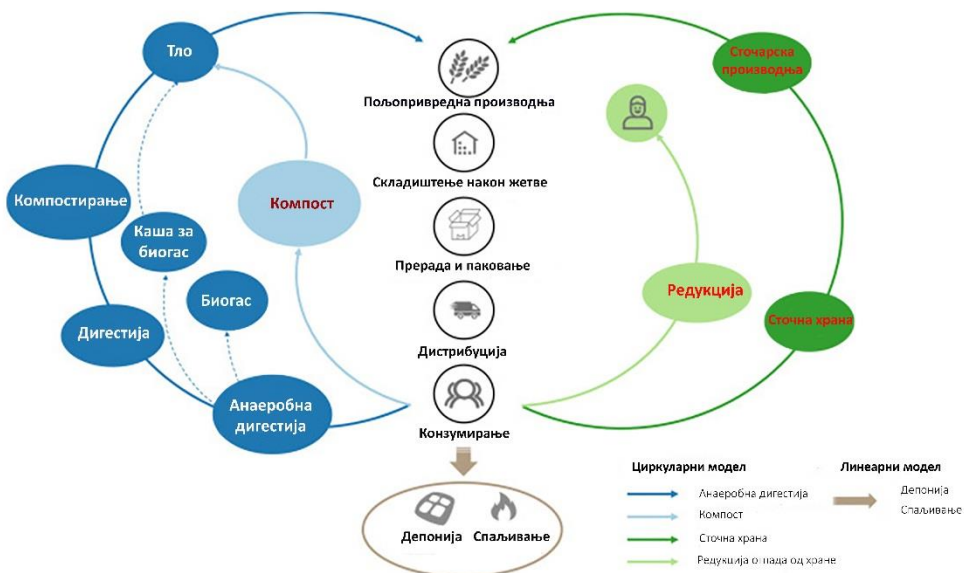 Тло
Компостирање
Каша за
биогас
Компост
Биогас
Дигестија
Анаеробна
дигестија
Пољопривредна производња
Складиштење након жетве
Прерада и паковање
Дистрибуција
Конзумирање
Депонија
Спаљивање
Сточарска
производња
Редукција
Сточна храна
Циркуларни модел
Анаеробна дигестија
Компост
Сточна храна
Редукција отпада од хране
Линеарни модел
Депонија
Спаљивање